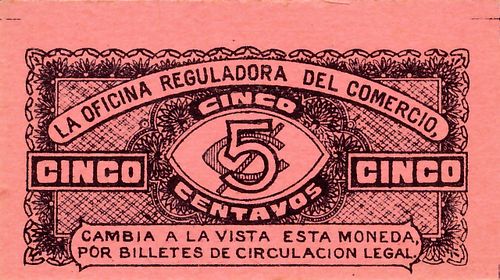 LA OFICINA REGULADORA DEL COMERCIO,
CINCO
CINCO 5 CINCO
CENTAVOS
CAMBIA A LA VISTA ESTA MONEDA,
POR BILLETES DE CIRCULACION LEGAL.